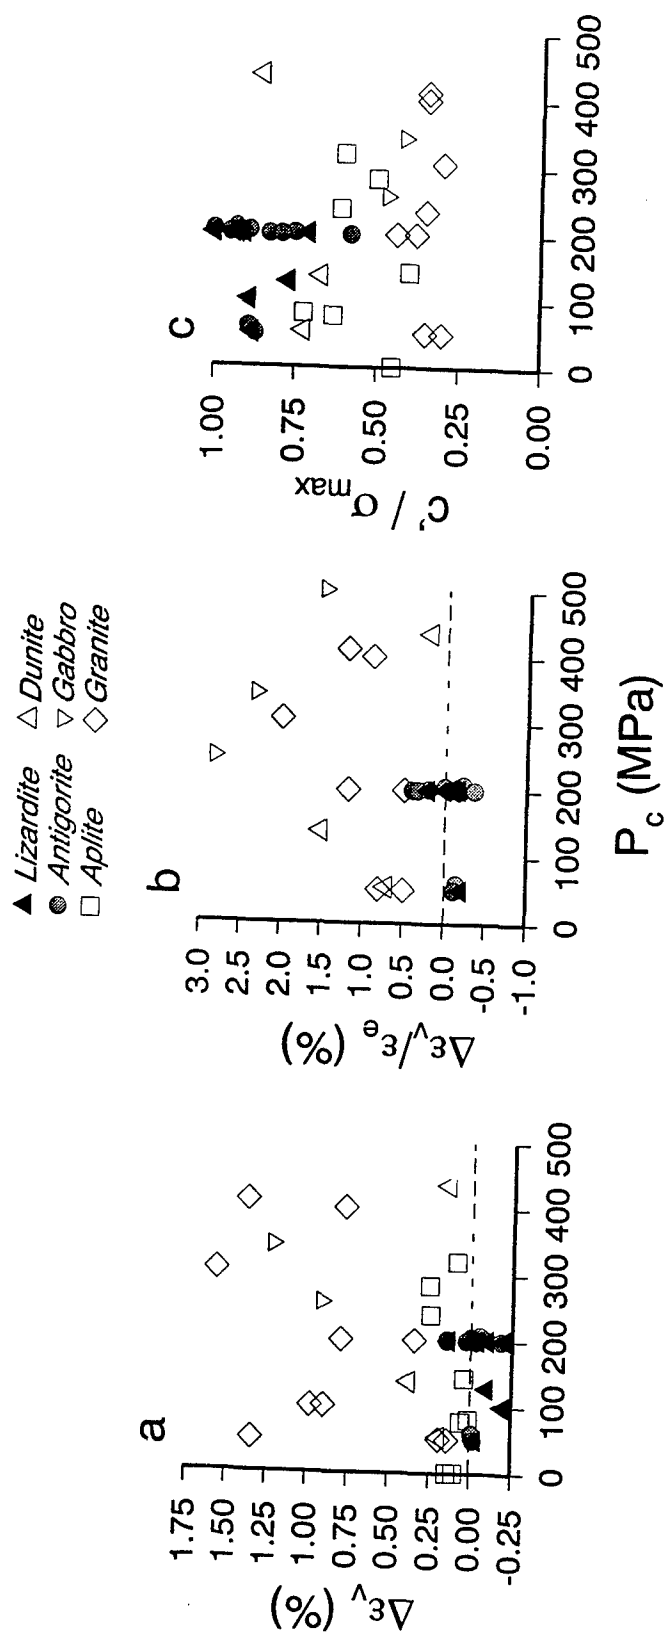 Lizardite Dunite
Antigorite Gabbro
Aplite Granite
a
1.75
1.50
1.25
1.00
0.75
0.50
0.25
0.00
-0.25
Δεᵥ (%)
0 100 200 300 400 500
b
3.0
2.5
2.0
1.5
1.0
0.5
0.0
-0.5
-1.0
Δεᵥ/εₑ (%)
0 100 200 300 400 500
P_c (MPa)
c
1.00
0.75
0.50
0.25
0.00
C' / σ_max
0 100 200 300 400 500